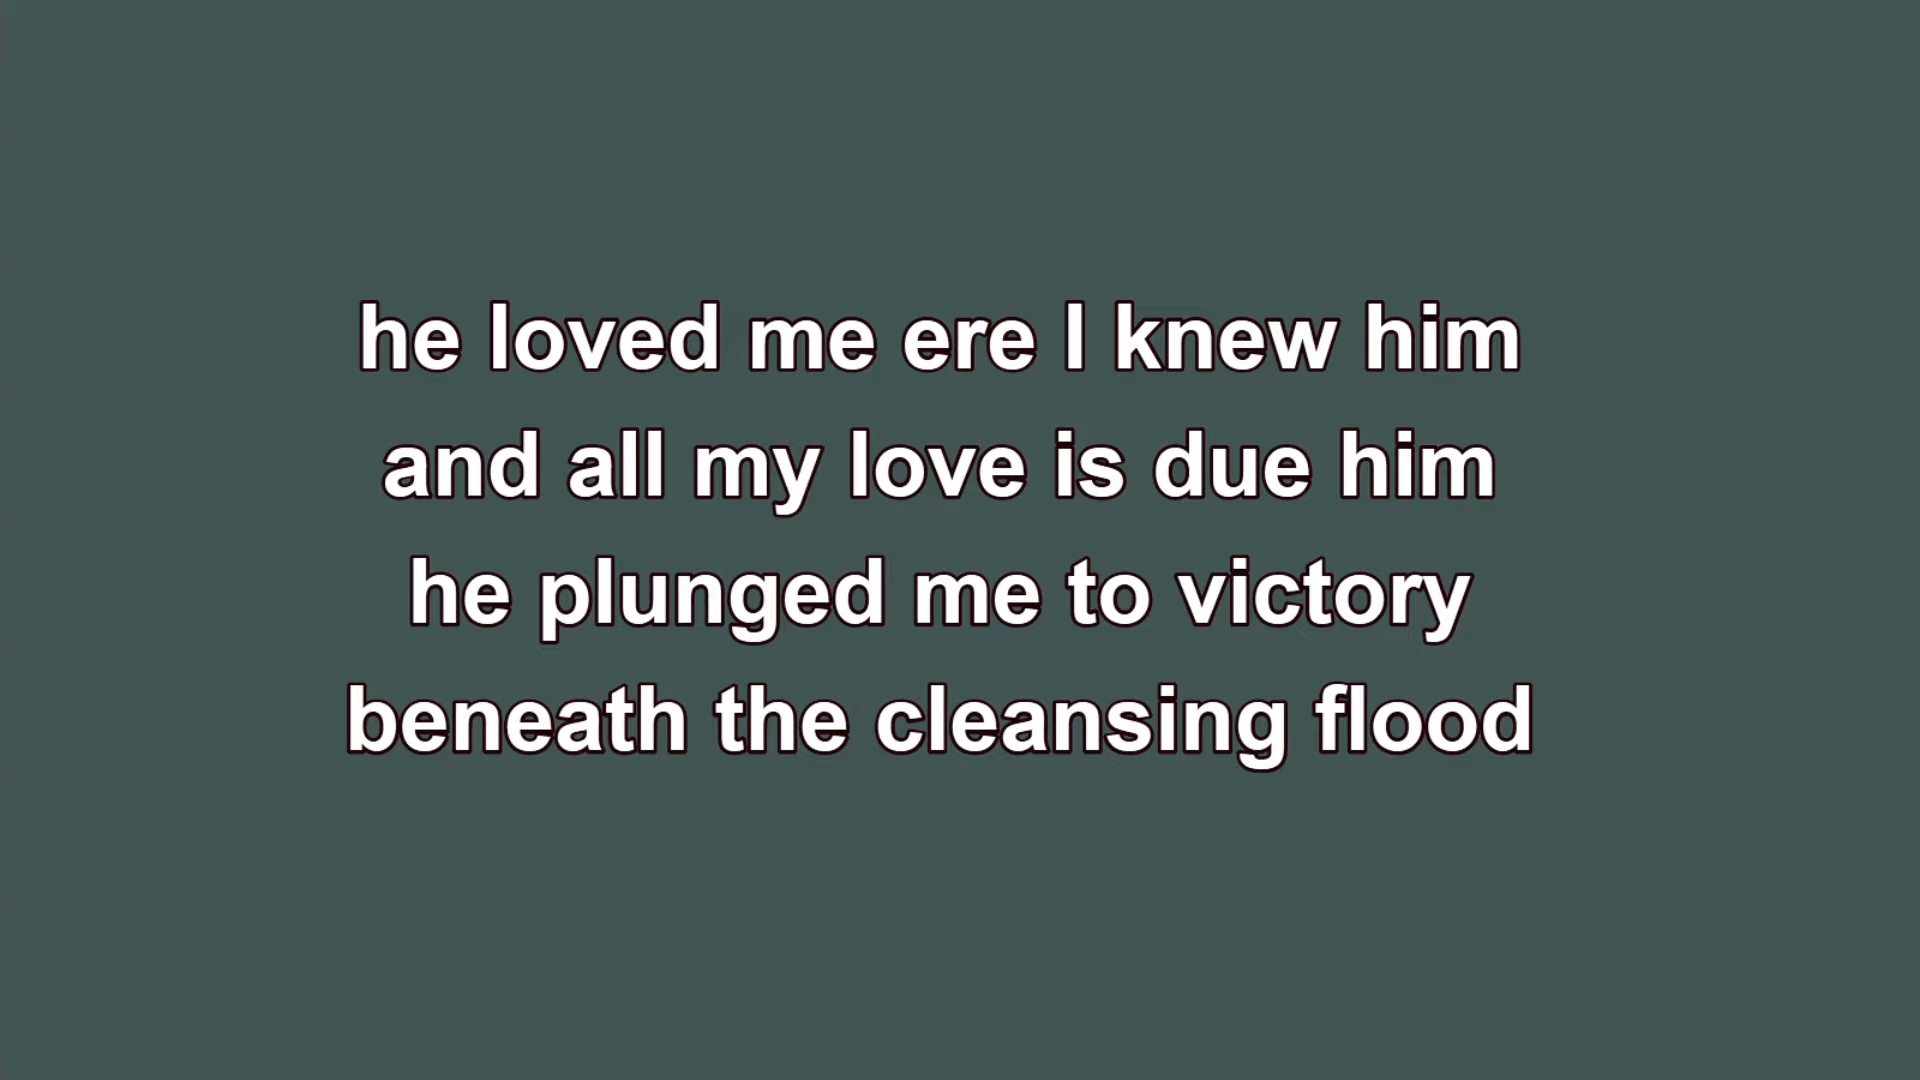 he loved me ere I knew him
and all my love is due him
he plunged me to victory
beneath the cleansing flood